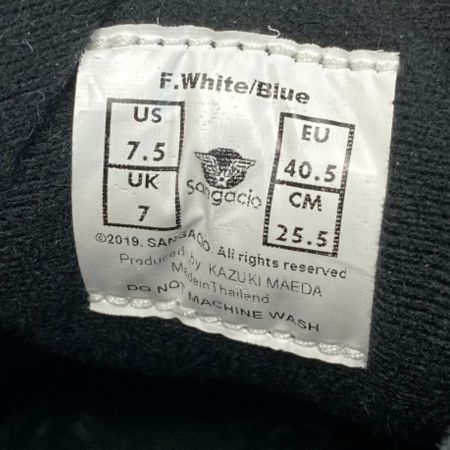 F.White/Blue
US
7.5
UK
7
Sangacio
EU
40.5
CM
25.5
©2019. SANGACIO. All rights reserved
Produced by KAZUKI MAEDA
MadeinThailand
DO NOT MACHINE WASH